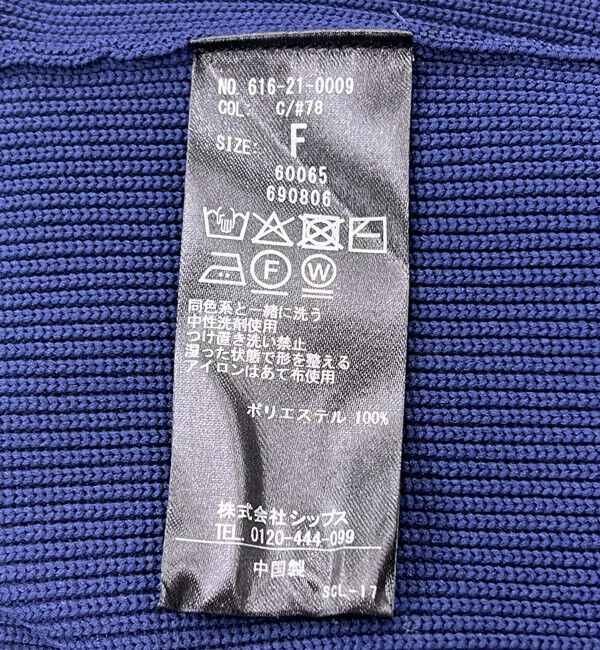 NO 616-21-0009
COL. C/#78
SIZE: F
60065
690806
F W
同色系と一緒に洗う
中性洗剤使用
つけ置き洗い禁止
湿った状態で形を整える
アイロンはあて布使用
ポリエステル 100%
株式会社シップス
TEL. 0120-444-099
中国製
SCL-17